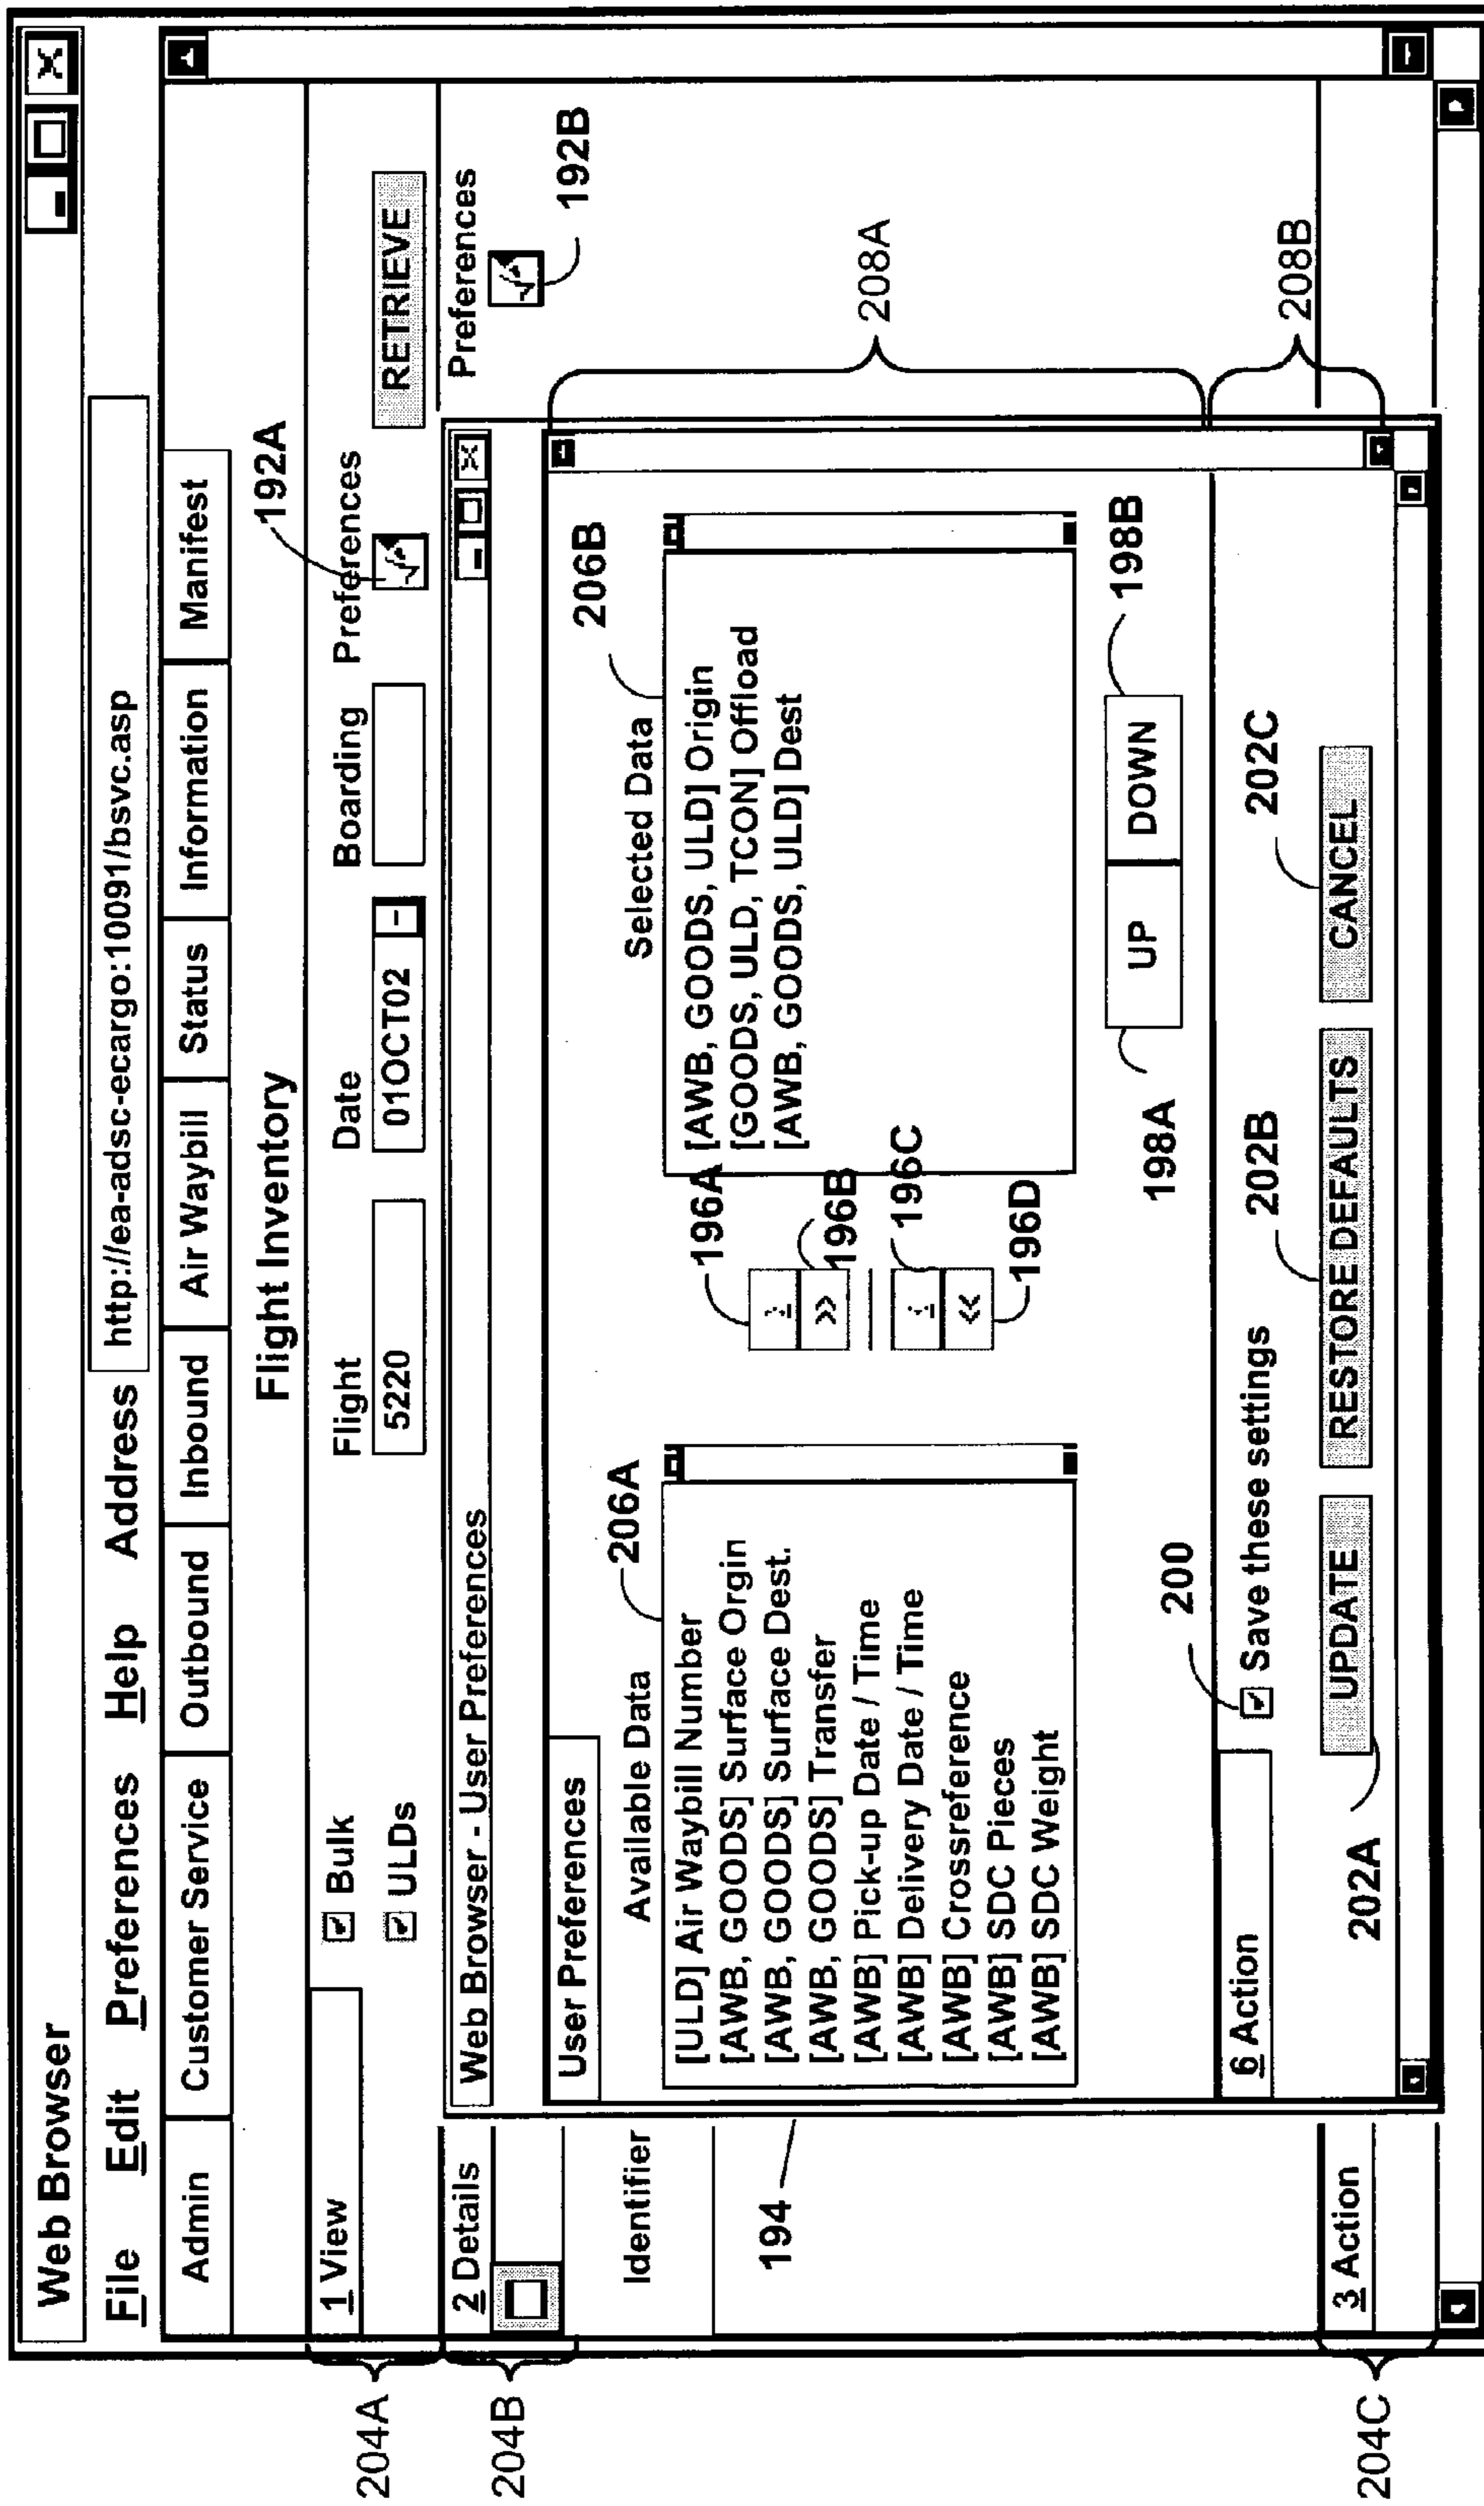 Web Browser
File Edit Preferences Help Address http://ea-adsc-ecargo:10091/bsvc.asp
Admin Customer Service Outbound Inbound Air Waybill Status Information Manifest
Flight Inventory
192A
204A
1 View
Bulk
ULDs
Flight
5220
Date
01OCT02
Boarding
Preferences
RETRIEVE
204B
2 Details
Preferences
192B
Identifier
194
Web Browser - User Preferences
User Preferences
Available Data
206A
[ULD] Air Waybill Number
[AWB, GOODS] Surface Orgin
[AWB, GOODS] Surface Dest.
[AWB, GOODS] Transfer
[AWB] Pick-up Date / Time
[AWB] Delivery Date / Time
[AWB] Crossreference
[AWB] SDC Pieces
[AWB] SDC Weight
196A
>>
196B
196C
<<
196D
Selected Data
206B
[AWB, GOODS, ULD] Origin
[GOODS, ULD, TCON] Offload
[AWB, GOODS, ULD] Dest
UP DOWN
198A
198B
208A
200
6 Action
Save these settings
202B
202C
UPDATE RESTORE DEFAULTS CANCEL
202A
208B
204C
3 Action